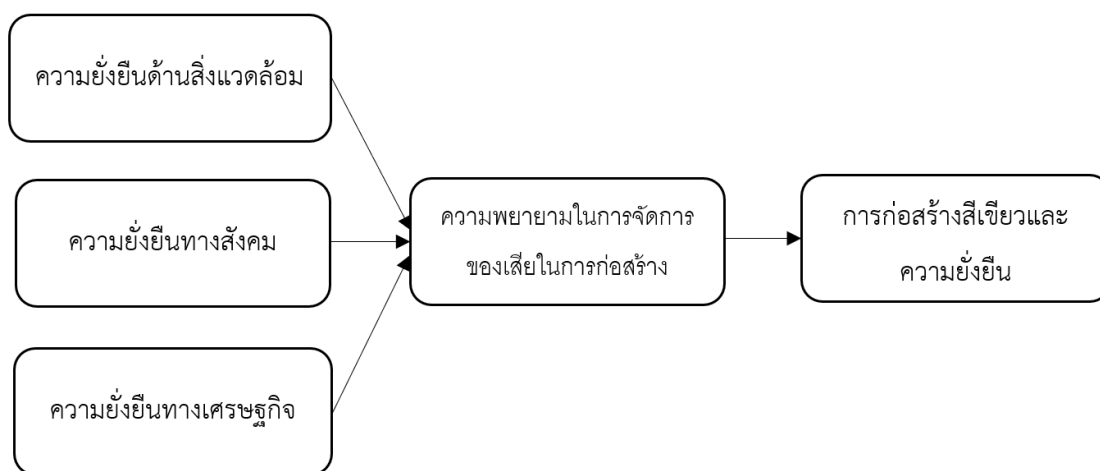 ความยั่งยืนด้านสิ่งแวดล้อม
ความยั่งยืนทางสังคม
ความยั่งยืนทางเศรษฐกิจ
ความพยายามในการจัดการ
ของเสียในการก่อสร้าง
การก่อสร้างสีเขียวและ
ความยั่งยืน